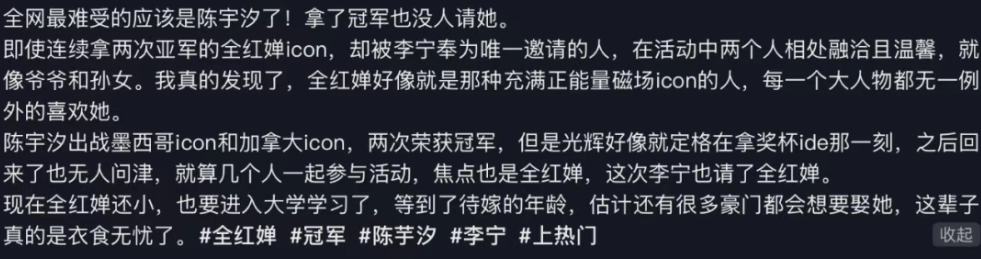 全网最难受的应该是陈宇汐了！拿了冠军也没人请她。
即使连续拿两次亚军的全红婵icon，却被李宁奉为唯一邀请的人，在活动中两个人相处融洽且温馨，就
像爷爷和孙女。我真的发现了，全红婵好像就是那种充满正能量磁场icon的人，每一个大人物都无一例
外的喜欢她。
陈宇汐出战墨西哥icon和加拿大icon，两次荣获冠军，但是光辉好像就定格在拿奖杯ide那一刻，之后回
来了也无人问津，就算几个人一起参与活动，焦点也是全红婵，这次李宁也请了全红婵。
现在全红婵还小，也要进入大学学习了，等到了待嫁的年龄，估计还有很多豪门都会想要娶她，这辈子
真的是衣食无忧了。#全红婵 #冠军 #陈芋汐 #李宁 #上热门
收起